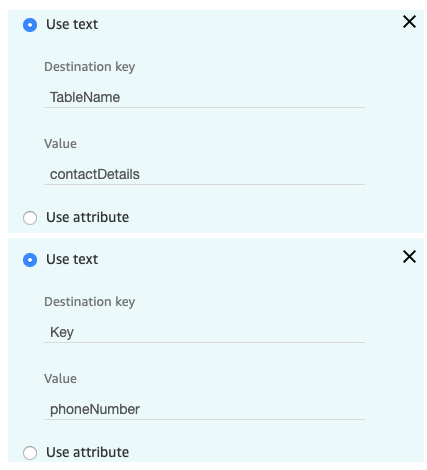 Use text
Destination key
TableName
Value
contactDetails
Use attribute
Use text
Destination key
Key
Value
phoneNumber
Use attribute